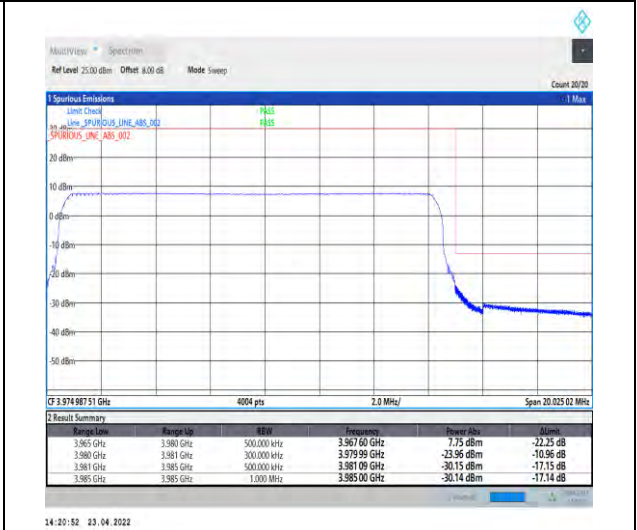 MultiView Spectrum
Ref Level 25.00 dBm Offset 8.00 dB Mode Sweep
Count 20/20
1 Spurious Emissions 1 Max
Limit Check PASS
Line _SPURIOUS_LINE_ABS_002 PASS
_SPURIOUS_LINE_ABS_002
20 dBm
10 dBm
0 dBm
-10 dBm
-20 dBm
-30 dBm
-40 dBm
-50 dBm
CF 3.974 987 51 GHz 4004 pts 2.0 MHz/ Span 20.025 02 MHz
2 Result Summary
Range Low Range Up RBW Frequency Power Abs ΔLimit
3.965 GHz 3.980 GHz 500.000 kHz 3.967 60 GHz 7.75 dBm -22.25 dB
3.980 GHz 3.981 GHz 300.000 kHz 3.979 99 GHz -23.96 dBm -10.96 dB
3.981 GHz 3.985 GHz 500.000 kHz 3.981 09 GHz -30.15 dBm -17.15 dB
3.985 GHz 3.985 GHz 1.000 MHz 3.985 00 GHz -30.14 dBm -17.14 dB
14:20:52 23.04.2022